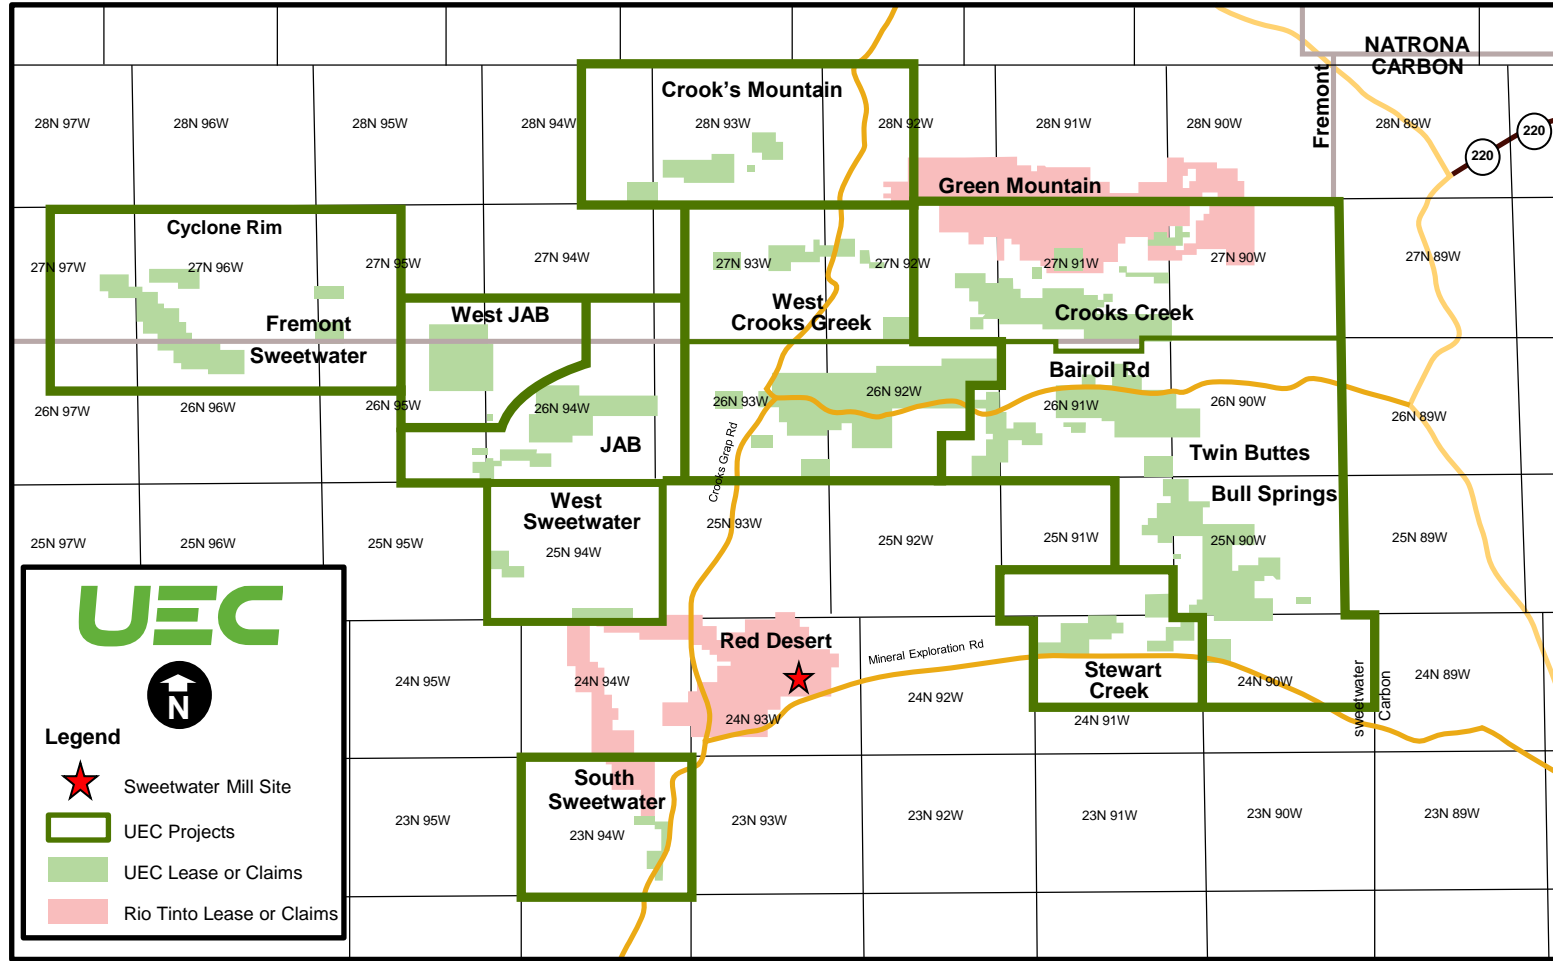 NATRONA
CARBON
Fremont
Crook's Mountain
28N 97W
28N 96W
28N 95W
28N 94W
28N 93W
28N 92W
28N 91W
28N 90W
28N 89W
220
220
Green Mountain
Cyclone Rim
27N 97W
27N 96W
27N 95W
27N 94W
27N 93W
27N 92W
27N 91W
27N 90W
27N 89W
West JAB
West
Crooks Greek
Crooks Creek
Fremont
Sweetwater
Bairoil Rd
26N 97W
26N 96W
26N 95W
26N 94W
26N 93W
26N 92W
26N 91W
26N 90W
26N 89W
JAB
Crooks Grap Rd
Twin Buttes
Bull Springs
West
Sweetwater
25N 97W
25N 96W
25N 95W
25N 94W
25N 93W
25N 92W
25N 91W
25N 90W
25N 89W
UEC
N
Red Desert
Mineral Exploration Rd
Stewart
Creek
sweetwater
Carbon
24N 95W
24N 94W
24N 93W
24N 92W
24N 91W
24N 90W
24N 89W
South
Sweetwater
23N 95W
23N 94W
23N 93W
23N 92W
23N 91W
23N 90W
23N 89W
Legend
Sweetwater Mill Site
UEC Projects
UEC Lease or Claims
Rio Tinto Lease or Claims